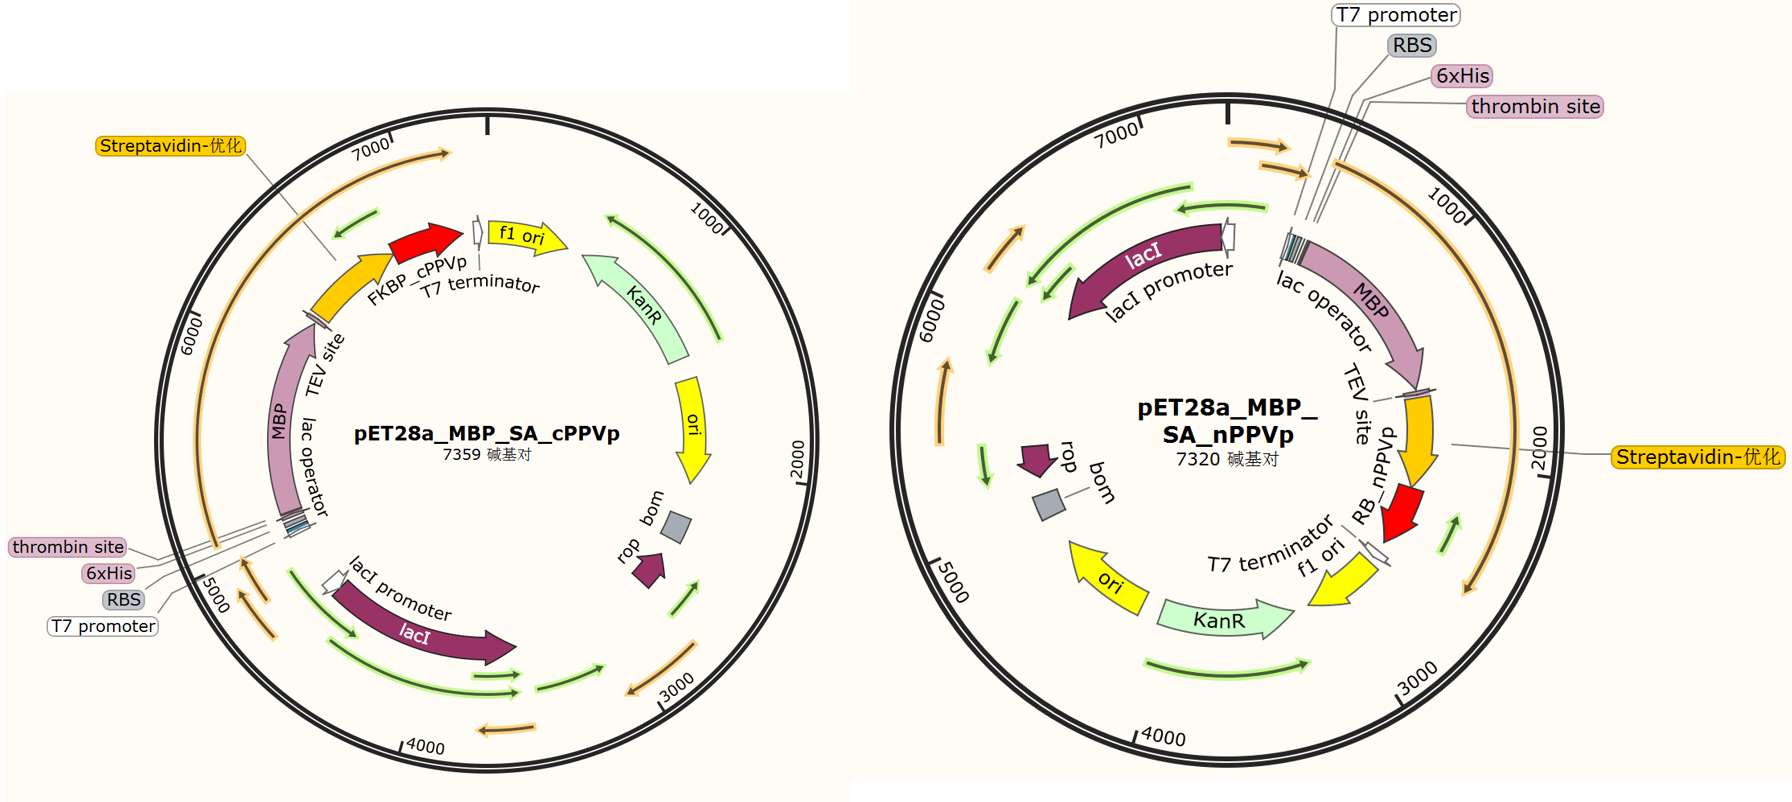 Streptavidin-优化
7000
1000
f1 ori
FKBP_cPPVp
T7 terminator
KanR
6000
TEV site
MBP
lac operator
ori
pET28a_MBP_SA_cPPVp
7359 碱基对
2000
bom
rop
thrombin site
6xHis
RBS
T7 promoter
5000
lacI promoter
lacI
3000
4000
T7 promoter
RBS
6xHis
thrombin site
7000
1000
lacI
lacI promoter
lac operator
MBP
6000
TEV site
pET28a_MBP_
SA_nPPVp
7320 碱基对
rop
bom
2000
Streptavidin-优化
RB_nPPVp
T7 terminator
f1 ori
ori
KanR
5000
3000
4000